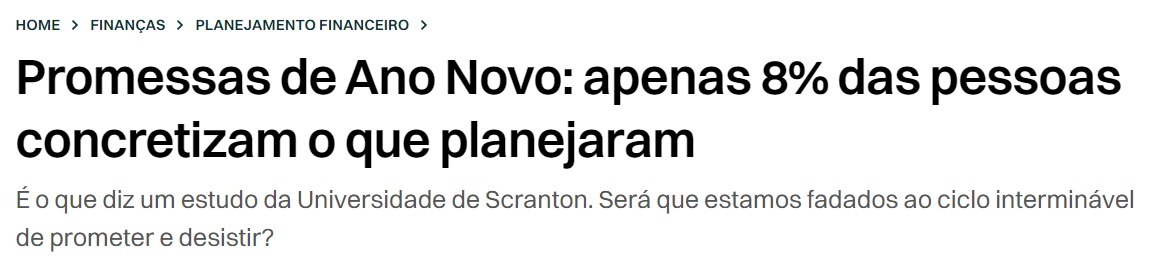 HOME > FINANÇAS > PLANEJAMENTO FINANCEIRO >
Promessas de Ano Novo: apenas 8% das pessoas
concretizam o que planejaram
É o que diz um estudo da Universidade de Scranton. Será que estamos fadados ao ciclo interminável
de prometer e desistir?